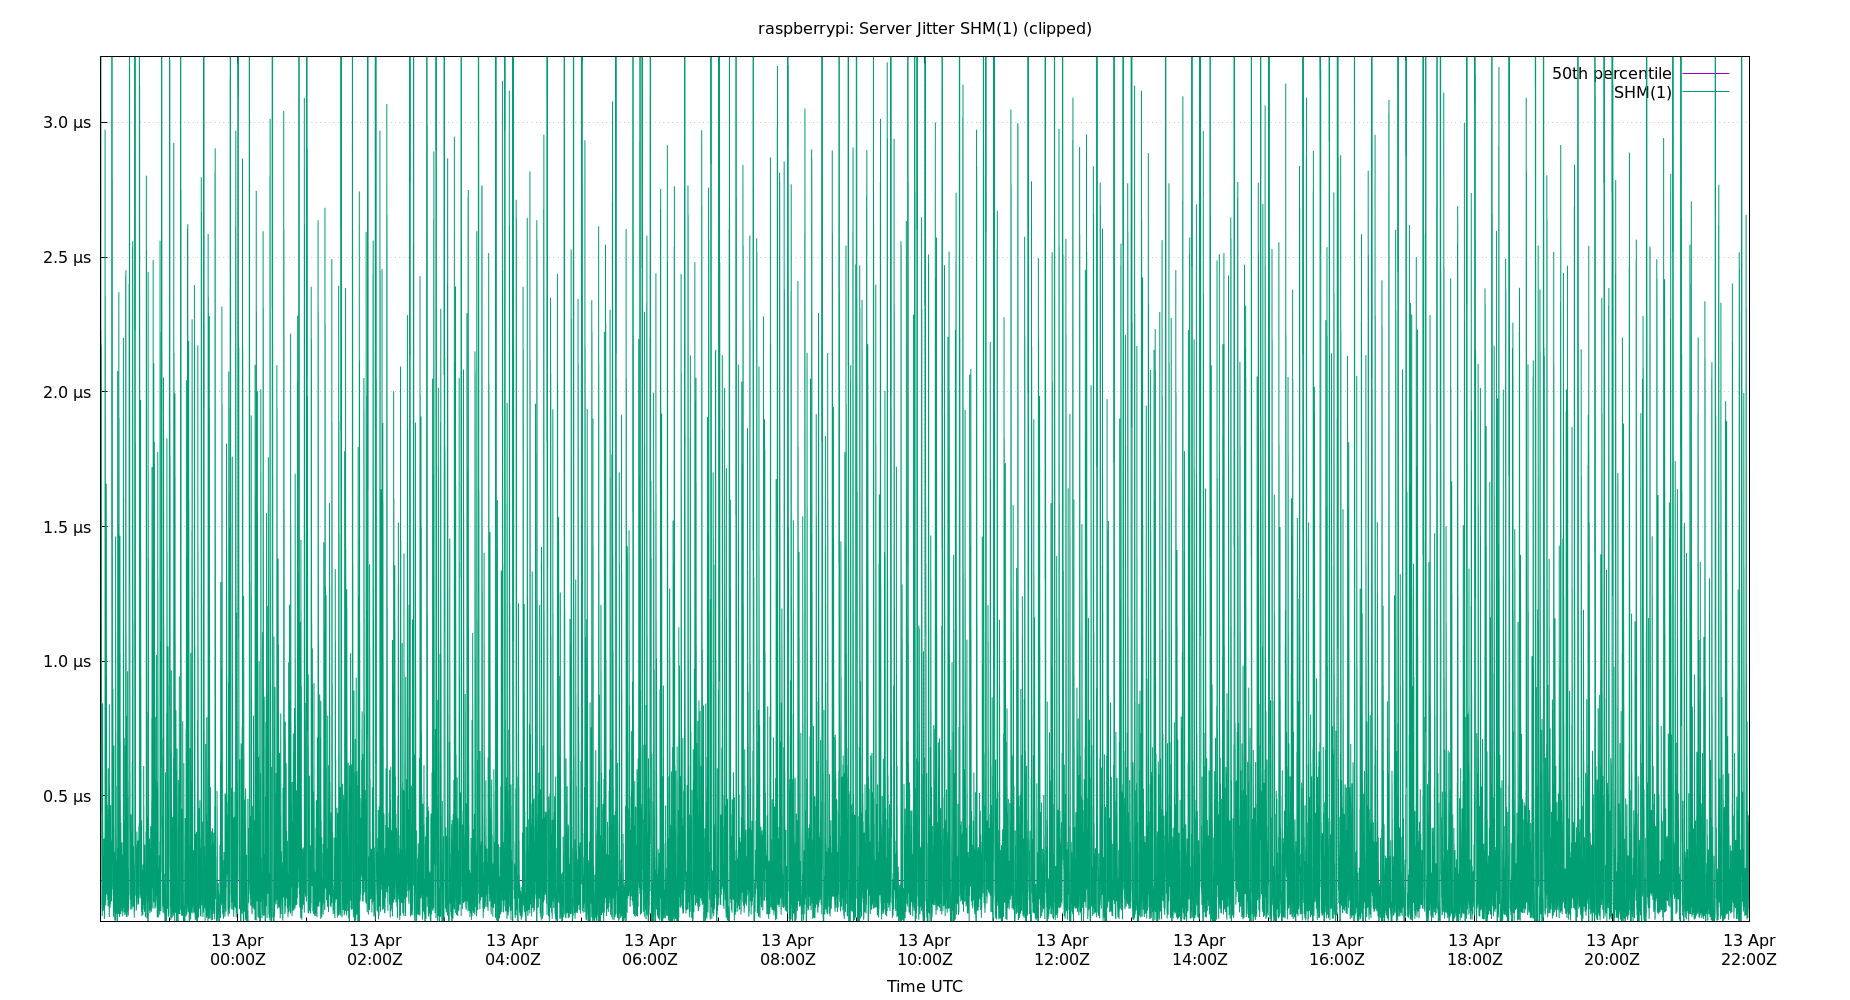 raspberrypi: Server Jitter SHM(1) (clipped)
50th percentile
SHM(1)
3.0 µs
2.5 µs
2.0 µs
1.5 µs
1.0 µs
0.5 µs
13 Apr 13 Apr 13 Apr 13 Apr 13 Apr 13 Apr 13 Apr 13 Apr 13 Apr 13 Apr 13 Apr 13 Apr
00:00Z 02:00Z 04:00Z 06:00Z 08:00Z 10:00Z 12:00Z 14:00Z 16:00Z 18:00Z 20:00Z 22:00Z
Time UTC